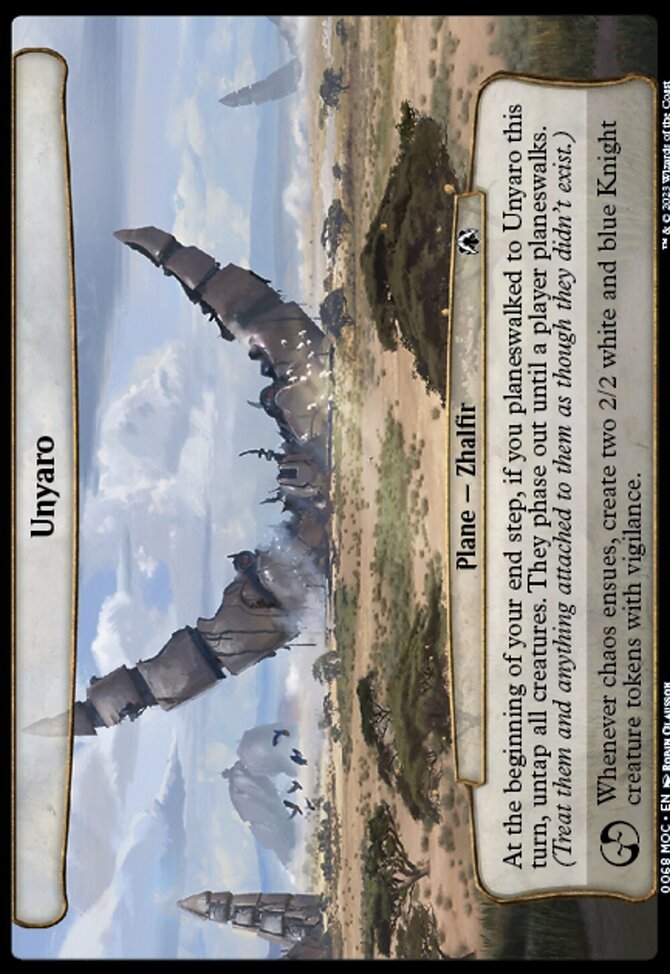 Unyaro
Plane — Zhalfir
At the beginning of your end step, if you planeswalked to Unyaro this
turn, untap all creatures. They phase out until a player planeswalks.
(Treat them and anything attached to them as though they didn't exist.)
Whenever chaos ensues, create two 2/2 white and blue Knight
creature tokens with vigilance.
0068 MOC • EN Robin Olausson
™ & © 2023 Wizards of the Coast